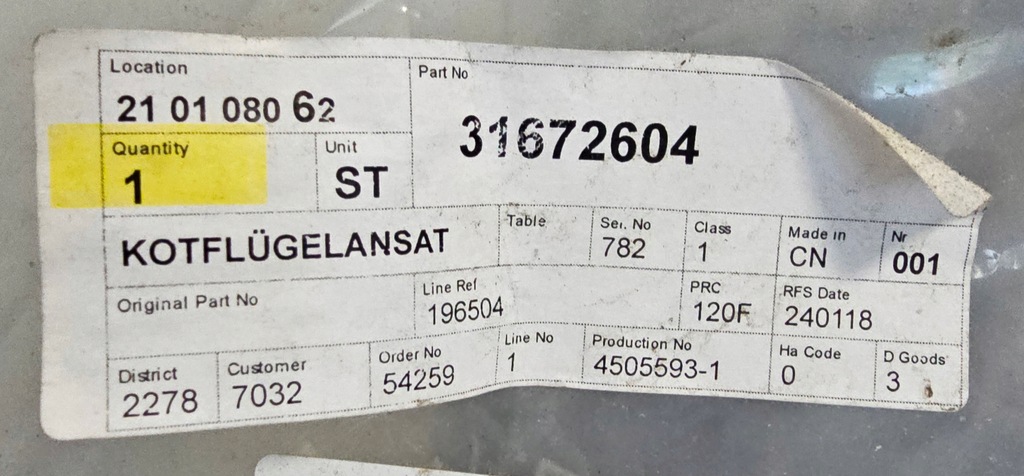 Location
21 01 080 62
Part No
31672604
Quantity
1
Unit
ST
KOTFLÜGELANSAT
Table
Ser. No
782
Class
1
Made in
CN
Nr
001
Original Part No
Line Ref
196504
PRC
120F
RFS Date
240118
District
2278
Customer
7032
Order No
54259
Line No
1
Production No
4505593-1
Ha Code
0
D Goods
3